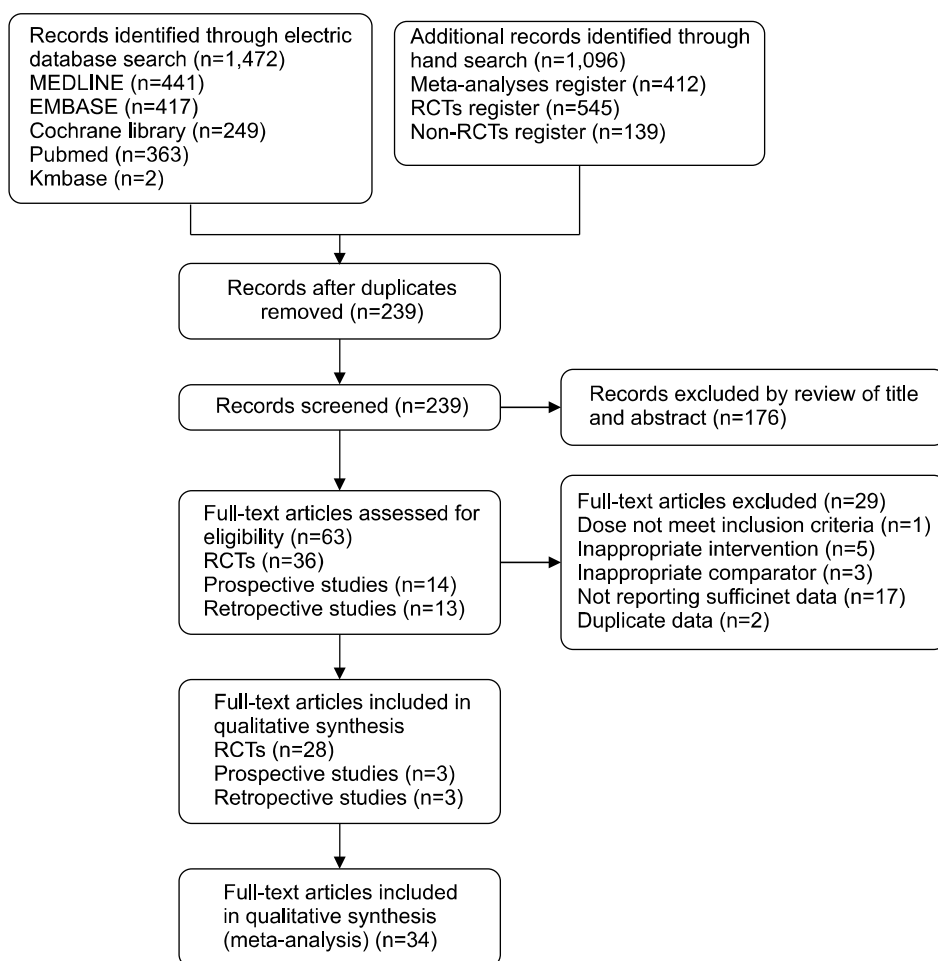 Records identified through electric
database search (n=1,472)
MEDLINE (n=441)
EMBASE (n=417)
Cochrane library (n=249)
Pubmed (n=363)
Kmbase (n=2)
Additional records identified through
hand search (n=1,096)
Meta-analyses register (n=412)
RCTs register (n=545)
Non-RCTs register (n=139)
Records after duplicates
removed (n=239)
Records screened (n=239)
Records excluded by review of title
and abstract (n=176)
Full-text articles assessed for
eligibility (n=63)
RCTs (n=36)
Prospective studies (n=14)
Retropective studies (n=13)
Full-text articles excluded (n=29)
Dose not meet inclusion criteria (n=1)
Inappropriate intervention (n=5)
Inappropriate comparator (n=3)
Not reporting sufficinet data (n=17)
Duplicate data (n=2)
Full-text articles included in
qualitative synthesis
RCTs (n=28)
Prospective studies (n=3)
Retropective studies (n=3)
Full-text articles included
in qualitative synthesis
(meta-analysis) (n=34)